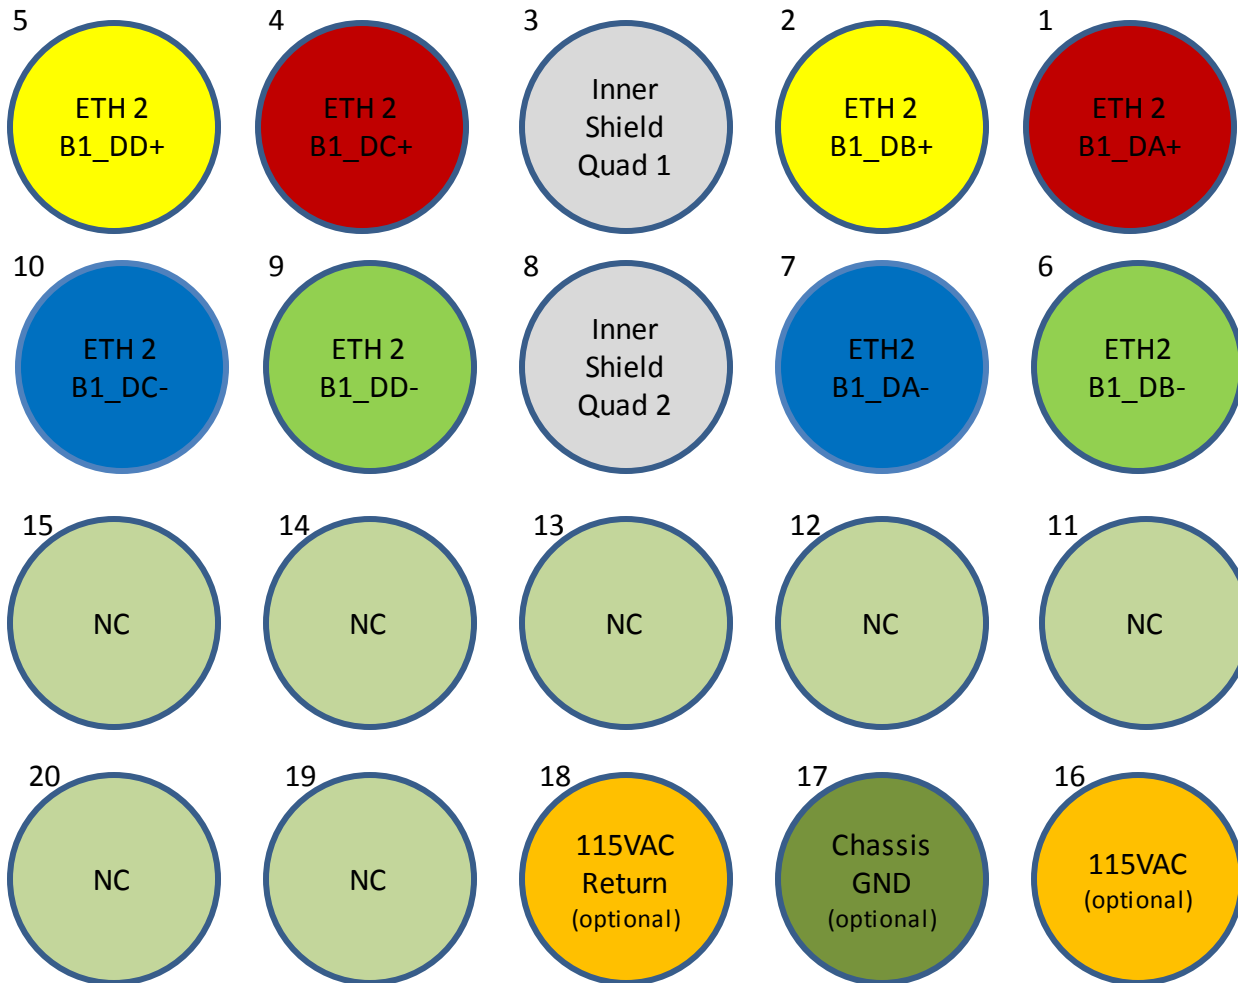 5
ETH 2
B1_DD+
4
ETH 2
B1_DC+
3
Inner
Shield
Quad 1
2
ETH 2
B1_DB+
1
ETH 2
B1_DA+
10
ETH 2
B1_DC-
9
ETH 2
B1_DD-
8
Inner
Shield
Quad 2
7
ETH2
B1_DA-
6
ETH2
B1_DB-
15
NC
14
NC
13
NC
12
NC
11
NC
20
NC
19
NC
18
115VAC
Return
(optional)
17
Chassis
GND
(optional)
16
115VAC
(optional)